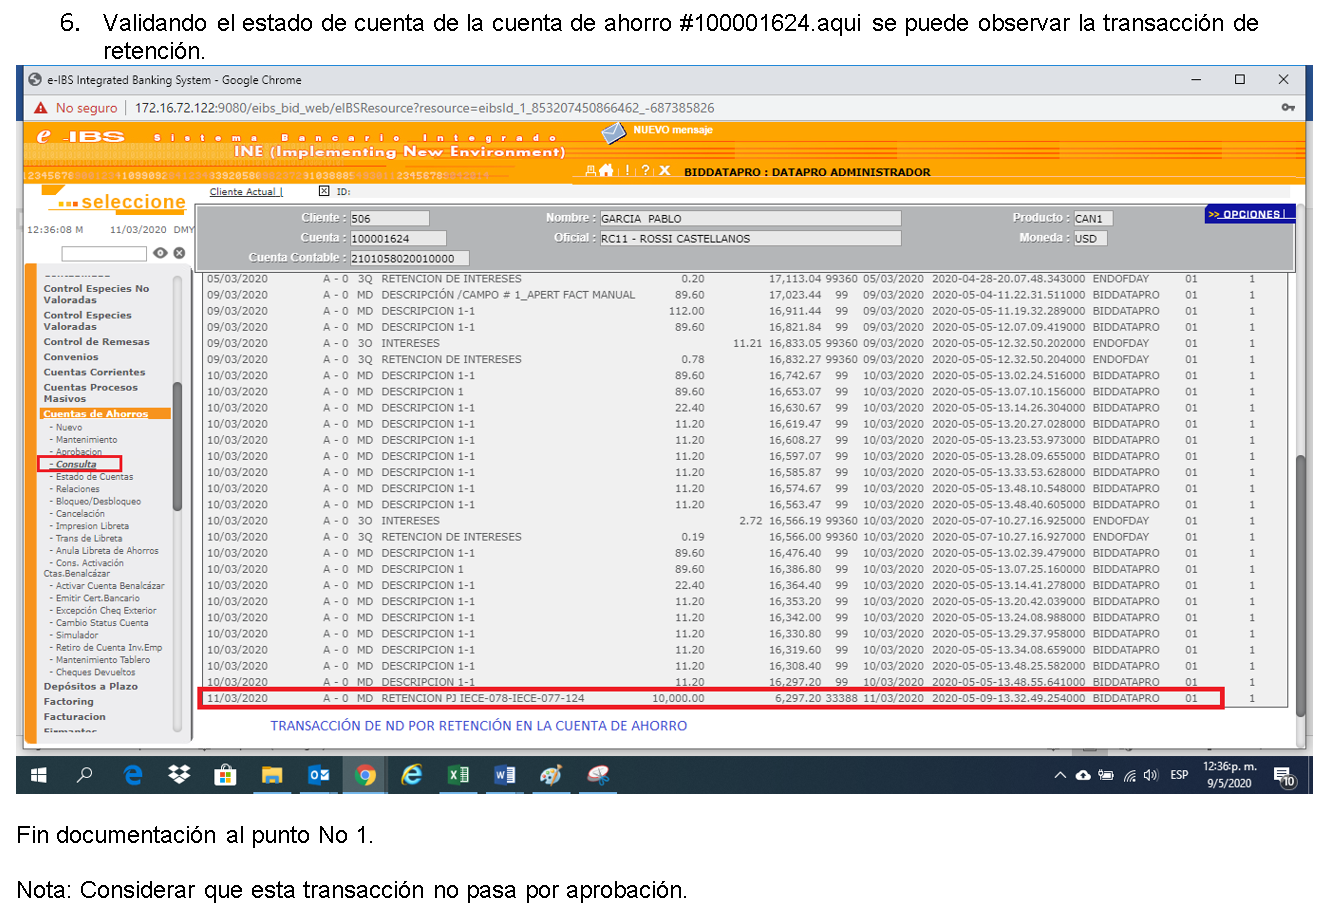 6. Validando el estado de cuenta de la cuenta de ahorro #100001624.aqui se puede observar la transacción de
retención.
e-IBS Integrated Banking System - Google Chrome
No seguro | 172.16.72.122:9080/eibs_bid_web/eIBSResource?resource=eibsId_1_853207450866462_-687385826
e-IBS Sistema Bancario Integrado
INE (Implementing New Environment)
NUEVO mensaje
BIDDATAPRO : DATAPRO ADMINISTRADOR
seleccione
12:36:08 M 11/03/2020 DMY
Cliente Actual | ID:
Cliente : 506 Nombre : GARCIA PABLO Producto : CAN1
Cuenta : 100001624 Oficial : RC11 - ROSSI CASTELLANOS Moneda : USD
Cuenta Contable : 2101058020010000
>> OPCIONES |
Control Especies No
Valoradas
Control Especies
Valoradas
Control de Remesas
Convenios
Cuentas Corrientes
Cuentas Procesos
Masivos
Cuentas de Ahorros
- Nuevo
- Mantenimiento
- Aprobacion
- Consulta
- Estado de Cuentas
- Relaciones
- Bloqueo/Desbloqueo
- Cancelación
- Impresion Libreta
- Trans de Libreta
- Anula Libreta de Ahorros
- Cons. Activación
Ctas.Benalcázar
- Activar Cuenta Benalcázar
- Emitir Cert.Bancario
- Excepción Cheq Exterior
- Cambio Status Cuenta
- Simulador
- Retiro de Cuenta Inv.Emp
- Mantenimiento Tablero
- Cheques Devueltos
Depósitos a Plazo
Factoring
Facturacion
Firmantes
05/03/2020 A - 0 3Q RETENCION DE INTERESES 0.20 17,113.04 99360 05/03/2020 2020-04-28-20.07.48.343000 ENDOFDAY 01 1
09/03/2020 A - 0 MD DESCRIPCIÓN /CAMPO # 1_APERT FACT MANUAL 89.60 17,023.44 99 09/03/2020 2020-05-04-11.22.31.511000 BIDDATAPRO 01 1
09/03/2020 A - 0 MD DESCRIPCION 1-1 112.00 16,911.44 99 09/03/2020 2020-05-05-11.19.32.289000 BIDDATAPRO 01 1
09/03/2020 A - 0 MD DESCRIPCION 1-1 89.60 16,821.84 99 09/03/2020 2020-05-05-12.07.09.419000 BIDDATAPRO 01 1
09/03/2020 A - 0 3O INTERESES 11.21 16,833.05 99360 09/03/2020 2020-05-05-12.32.50.202000 ENDOFDAY 01 1
09/03/2020 A - 0 3Q RETENCION DE INTERESES 0.78 16,832.27 99360 09/03/2020 2020-05-05-12.32.50.204000 ENDOFDAY 01 1
10/03/2020 A - 0 MD DESCRIPCION 1-1 89.60 16,742.67 99 10/03/2020 2020-05-05-13.02.24.516000 BIDDATAPRO 01 1
10/03/2020 A - 0 MD DESCRIPCION 1 89.60 16,653.07 99 10/03/2020 2020-05-05-13.07.10.156000 BIDDATAPRO 01 1
10/03/2020 A - 0 MD DESCRIPCION 1-1 22.40 16,630.67 99 10/03/2020 2020-05-05-13.14.26.304000 BIDDATAPRO 01 1
10/03/2020 A - 0 MD DESCRIPCION 1-1 11.20 16,619.47 99 10/03/2020 2020-05-05-13.20.27.028000 BIDDATAPRO 01 1
10/03/2020 A - 0 MD DESCRIPCION 1-1 11.20 16,608.27 99 10/03/2020 2020-05-05-13.23.53.973000 BIDDATAPRO 01 1
10/03/2020 A - 0 MD DESCRIPCION 1-1 11.20 16,597.07 99 10/03/2020 2020-05-05-13.28.09.655000 BIDDATAPRO 01 1
10/03/2020 A - 0 MD DESCRIPCION 1-1 11.20 16,585.87 99 10/03/2020 2020-05-05-13.33.53.628000 BIDDATAPRO 01 1
10/03/2020 A - 0 MD DESCRIPCION 1-1 11.20 16,574.67 99 10/03/2020 2020-05-05-13.48.10.548000 BIDDATAPRO 01 1
10/03/2020 A - 0 MD DESCRIPCION 1-1 11.20 16,563.47 99 10/03/2020 2020-05-05-13.48.40.605000 BIDDATAPRO 01 1
10/03/2020 A - 0 3O INTERESES 2.72 16,566.19 99360 10/03/2020 2020-05-07-10.27.16.925000 ENDOFDAY 01 1
10/03/2020 A - 0 3Q RETENCION DE INTERESES 0.19 16,566.00 99360 10/03/2020 2020-05-07-10.27.16.927000 ENDOFDAY 01 1
10/03/2020 A - 0 MD DESCRIPCION 1-1 89.60 16,476.40 99 10/03/2020 2020-05-05-13.02.39.479000 BIDDATAPRO 01 1
10/03/2020 A - 0 MD DESCRIPCION 1 89.60 16,386.80 99 10/03/2020 2020-05-05-13.07.25.160000 BIDDATAPRO 01 1
10/03/2020 A - 0 MD DESCRIPCION 1-1 22.40 16,364.40 99 10/03/2020 2020-05-05-13.14.41.278000 BIDDATAPRO 01 1
10/03/2020 A - 0 MD DESCRIPCION 1-1 11.20 16,353.20 99 10/03/2020 2020-05-05-13.20.42.039000 BIDDATAPRO 01 1
10/03/2020 A - 0 MD DESCRIPCION 1-1 11.20 16,342.00 99 10/03/2020 2020-05-05-13.24.08.988000 BIDDATAPRO 01 1
10/03/2020 A - 0 MD DESCRIPCION 1-1 11.20 16,330.80 99 10/03/2020 2020-05-05-13.29.37.958000 BIDDATAPRO 01 1
10/03/2020 A - 0 MD DESCRIPCION 1-1 11.20 16,319.60 99 10/03/2020 2020-05-05-13.34.08.659000 BIDDATAPRO 01 1
10/03/2020 A - 0 MD DESCRIPCION 1-1 11.20 16,308.40 99 10/03/2020 2020-05-05-13.48.25.582000 BIDDATAPRO 01 1
10/03/2020 A - 0 MD DESCRIPCION 1-1 11.20 16,297.20 99 10/03/2020 2020-05-05-13.48.55.641000 BIDDATAPRO 01 1
11/03/2020 A - 0 MD RETENCION PJ IECE-078-IECE-077-124 10,000.00 6,297.20 33388 11/03/2020 2020-05-09-13.32.49.254000 BIDDATAPRO 01 1
TRANSACCIÓN DE ND POR RETENCIÓN EN LA CUENTA DE AHORRO
ESP
12:36 p. m.
9/5/2020
10
Fin documentación al punto No 1.
Nota: Considerar que esta transacción no pasa por aprobación.